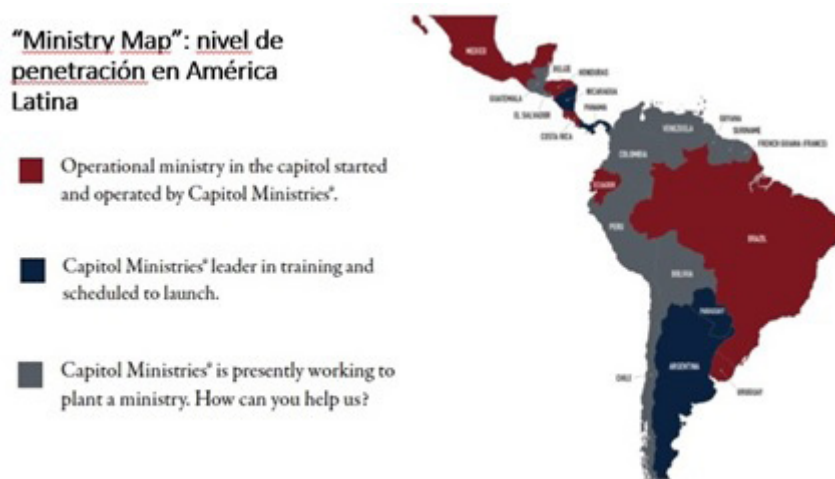 “Ministry Map”: nivel de
penetración en América
Latina
Operational ministry in the capitol started
and operated by Capitol Ministries®.
Capitol Ministries® leader in training and
scheduled to launch.
Capitol Ministries® is presently working to
plant a ministry. How can you help us?
MEXICO
BELIZE
HONDURAS
GUATEMALA
NICARAGUA
EL SALVADOR
PANAMA
COSTA RICA
VENEZUELA
GUYANA
SURINAME
FRENCH GUIANA (FRANCE)
COLOMBIA
ECUADOR
PERU
BRAZIL
BOLIVIA
PARAGUAY
CHILE
ARGENTINA
URUGUAY